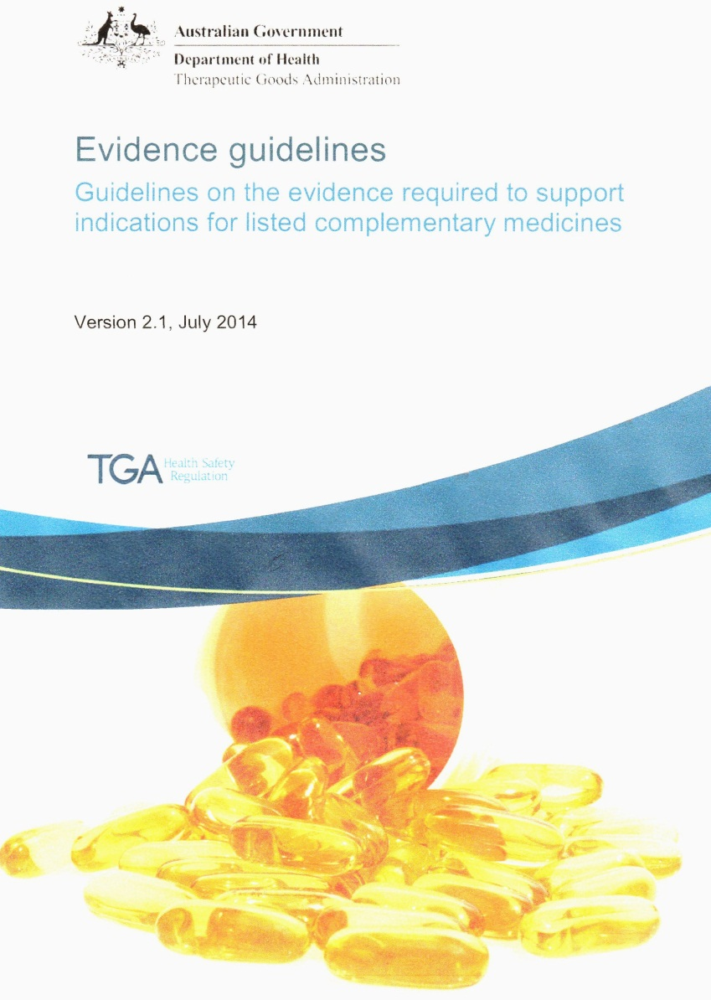 Australian Government
Department of Health
Therapeutic Goods Administration
Evidence guidelines
Guidelines on the evidence required to support
indications for listed complementary medicines
Version 2.1, July 2014
TGA Health Safety
Regulation